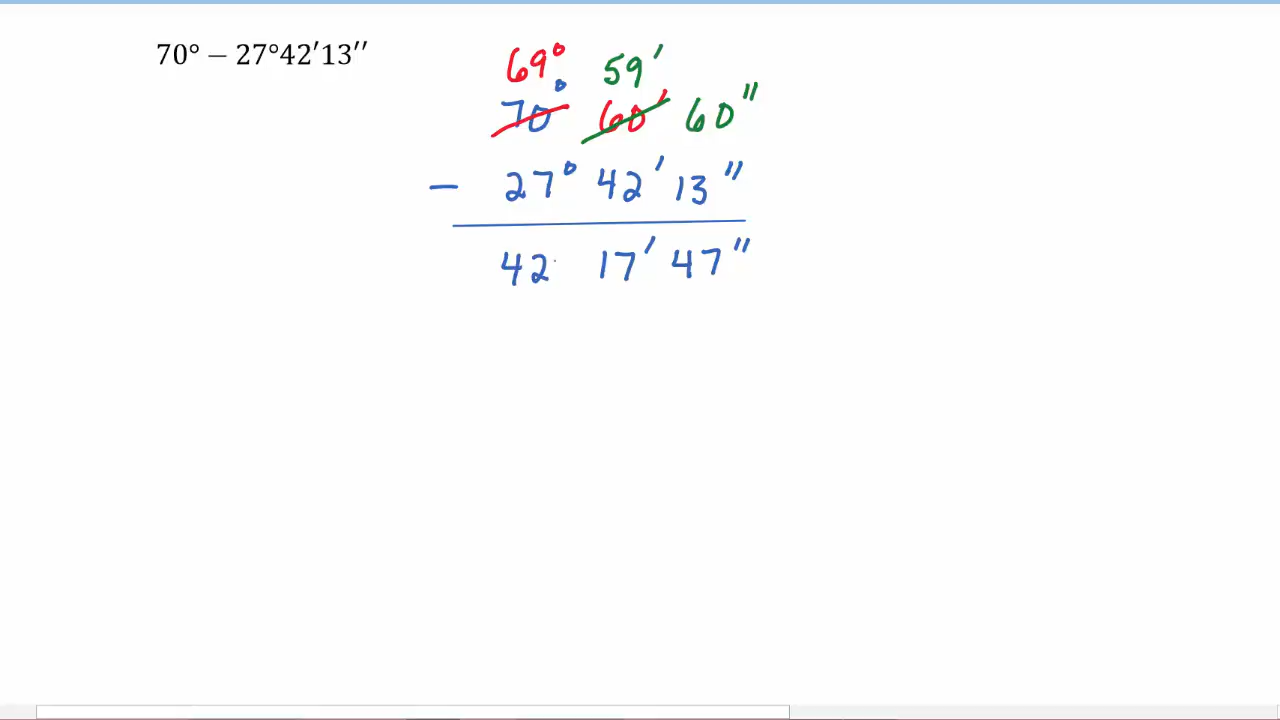 70° − 27°42′13′′
69° 59′
70° 60′ 60″
− 27° 42′ 13″
42 17′ 47″